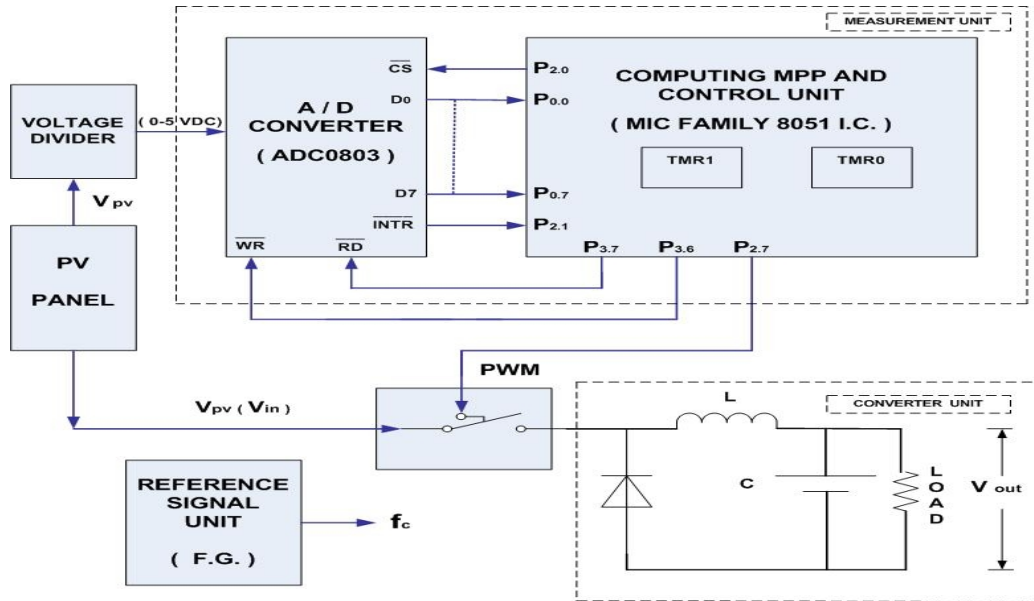 MEASUREMENT UNIT
VOLTAGE
DIVIDER
( 0-5 VDC)
A / D
CONVERTER
( ADC0803 )
CS
D0
D7
INTR
WR
RD
COMPUTING MPP AND
CONTROL UNIT
( MIC FAMILY 8051 I.C. )
TMR1
TMR0
P2.0
P0.0
P0.7
P2.1
P3.7
P3.6
P2.7
Vpv
PV
PANEL
Vpv ( Vin )
PWM
CONVERTER UNIT
L
C
LOAD
V out
REFERENCE
SIGNAL
UNIT
( F.G. )
fc